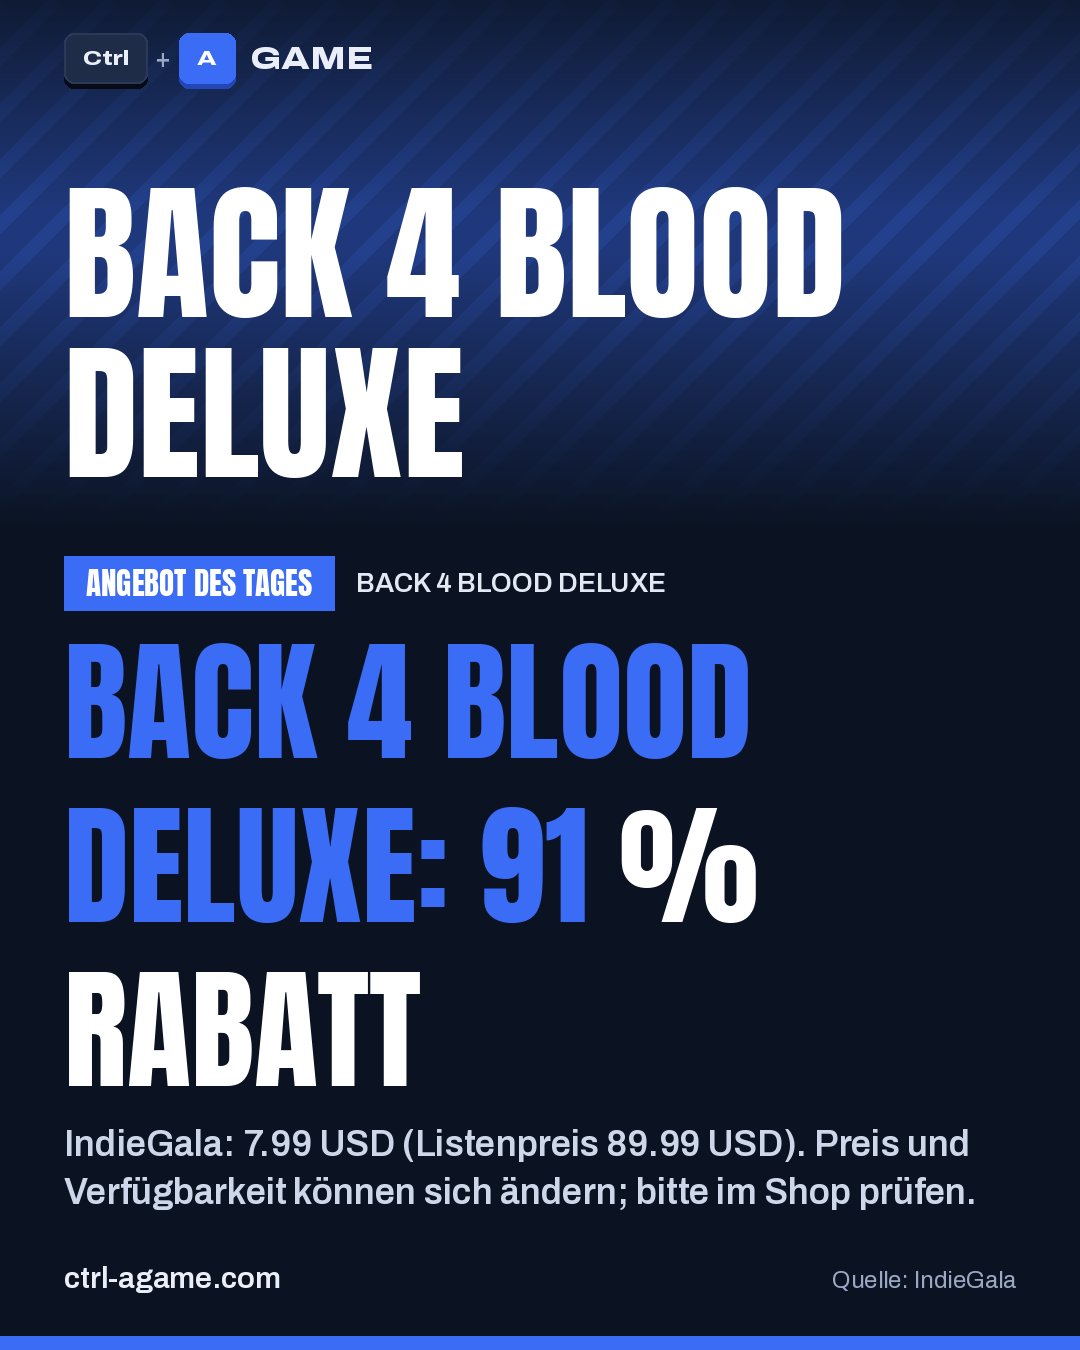 Ctrl + A GAME
BACK 4 BLOOD
DELUXE
ANGEBOT DES TAGES BACK 4 BLOOD DELUXE
BACK 4 BLOOD
DELUXE: 91 %
RABATT
IndieGala: 7.99 USD (Listenpreis 89.99 USD). Preis und
Verfügbarkeit können sich ändern; bitte im Shop prüfen.
ctrl-agame.com Quelle: IndieGala